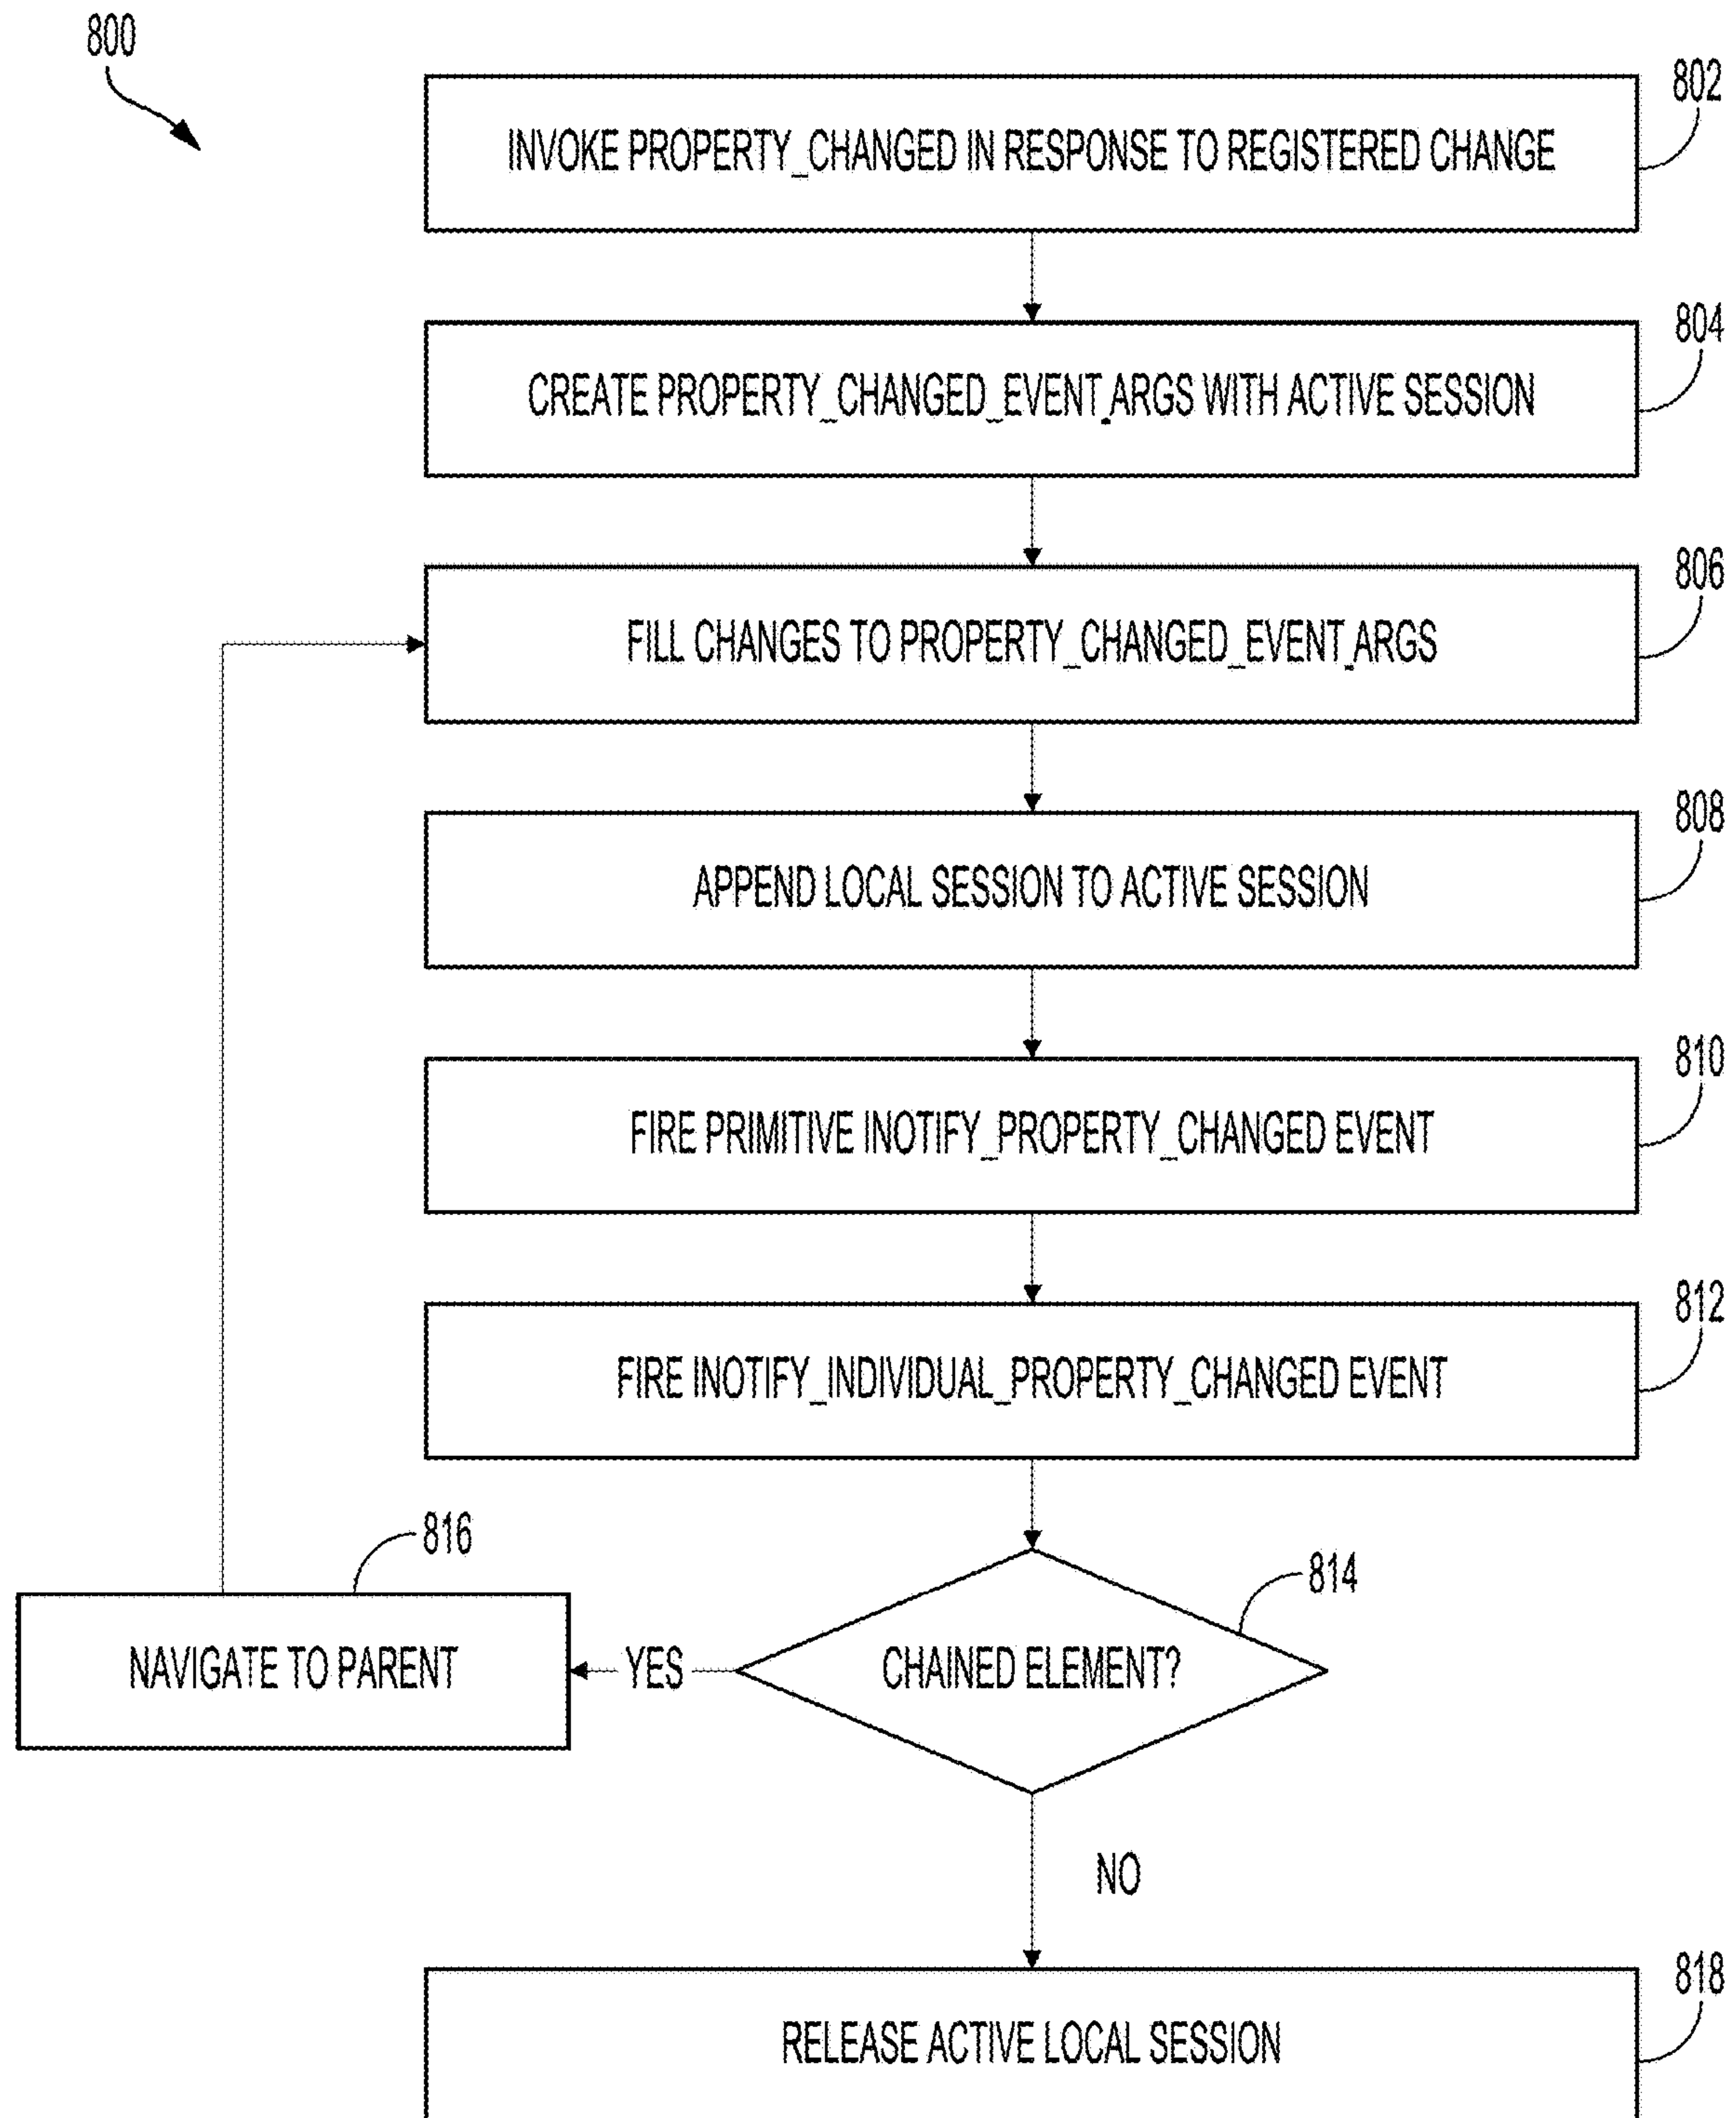 800
802
INVOKE PROPERTY_CHANGED IN RESPONSE TO REGISTERED CHANGE
804
CREATE PROPERTY_CHANGED_EVENT_ARGS WITH ACTIVE SESSION
806
FILL CHANGES TO PROPERTY_CHANGED_EVENT_ARGS
808
APPEND LOCAL SESSION TO ACTIVE SESSION
810
FIRE PRIMITIVE INOTIFY_PROPERTY_CHANGED EVENT
812
FIRE INOTIFY_INDIVIDUAL_PROPERTY_CHANGED EVENT
816
814
NAVIGATE TO PARENT
YES
CHAINED ELEMENT?
NO
818
RELEASE ACTIVE LOCAL SESSION